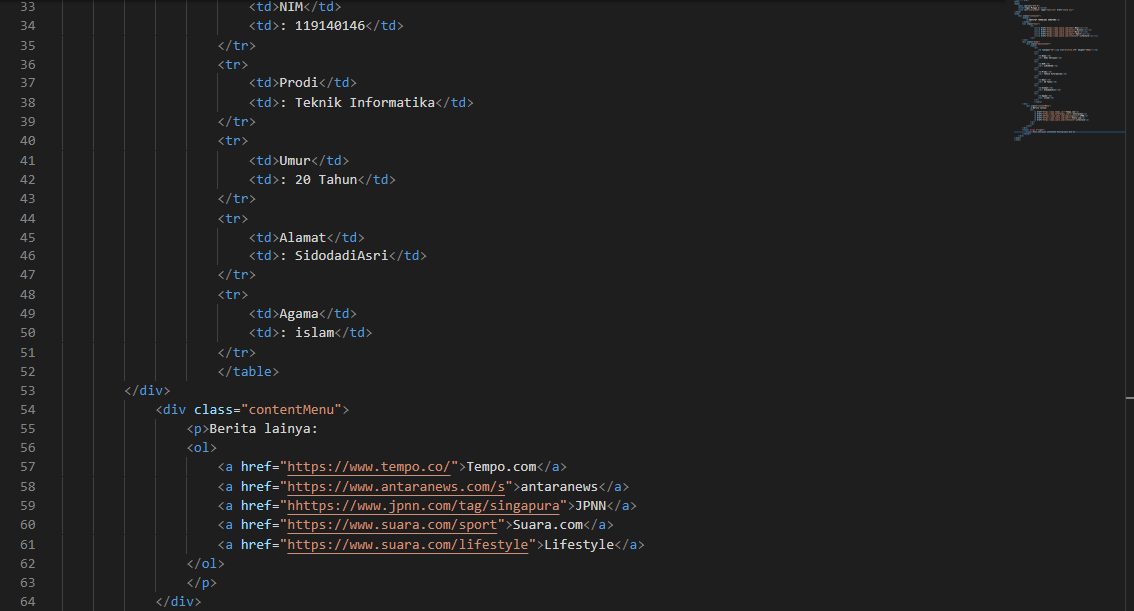 33 <td>NIM</td>
34 <td>: 119140146</td>
35 </tr>
36 <tr>
37 <td>Prodi</td>
38 <td>: Teknik Informatika</td>
39 </tr>
40 <tr>
41 <td>Umur</td>
42 <td>: 20 Tahun</td>
43 </tr>
44 <tr>
45 <td>Alamat</td>
46 <td>: SidodadiAsri</td>
47 </tr>
48 <tr>
49 <td>Agama</td>
50 <td>: islam</td>
51 </tr>
52 </table>
53 </div>
54 <div class="contentMenu">
55 <p>Berita lainya:
56 <ol>
57 <a href="https://www.tempo.co/">Tempo.com</a>
58 <a href="https://www.antaranews.com/s">antaranews</a>
59 <a href="hhttps://www.jpnn.com/tag/singapura">JPNN</a>
60 <a href="https://www.suara.com/sport">Suara.com</a>
61 <a href="https://www.suara.com/lifestyle">Lifestyle</a>
62 </ol>
63 </p>
64 </div>